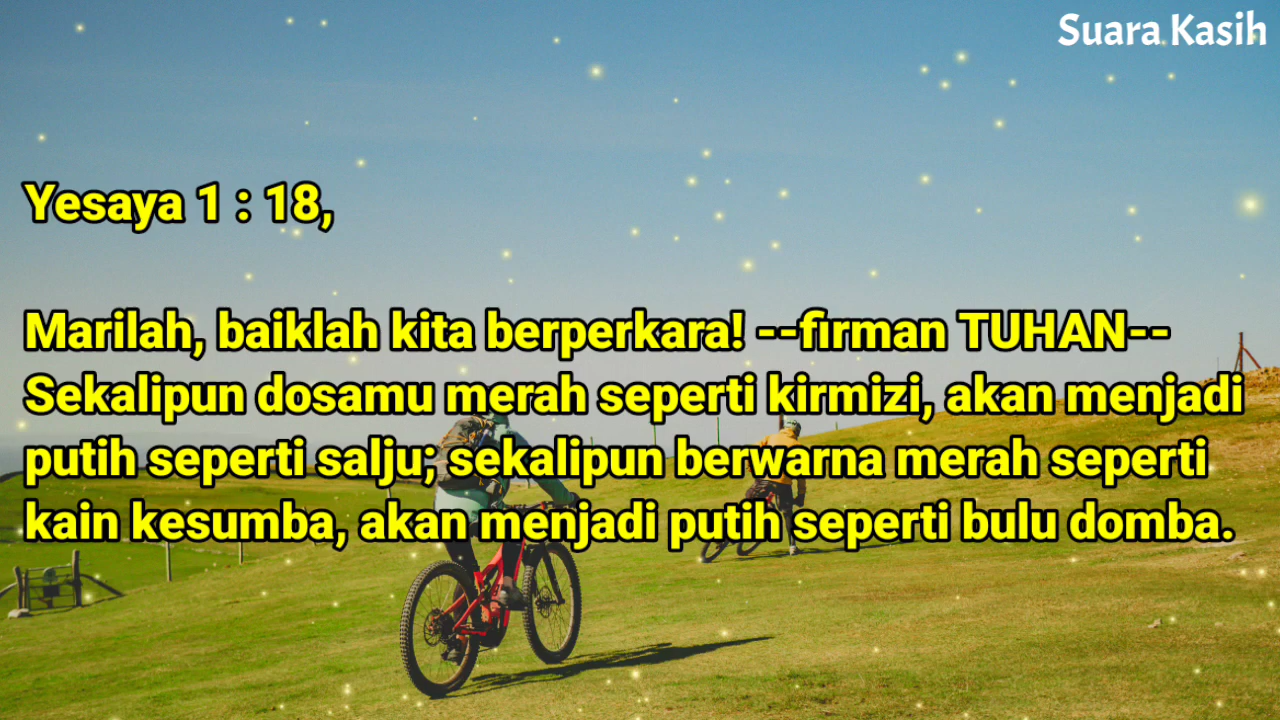 Suara Kasih
Yesaya 1 : 18,
Marilah, baiklah kita berperkara! --firman TUHAN--
Sekalipun dosamu merah seperti kirmizi, akan menjadi
putih seperti salju; sekalipun berwarna merah seperti
kain kesumba, akan menjadi putih seperti bulu domba.